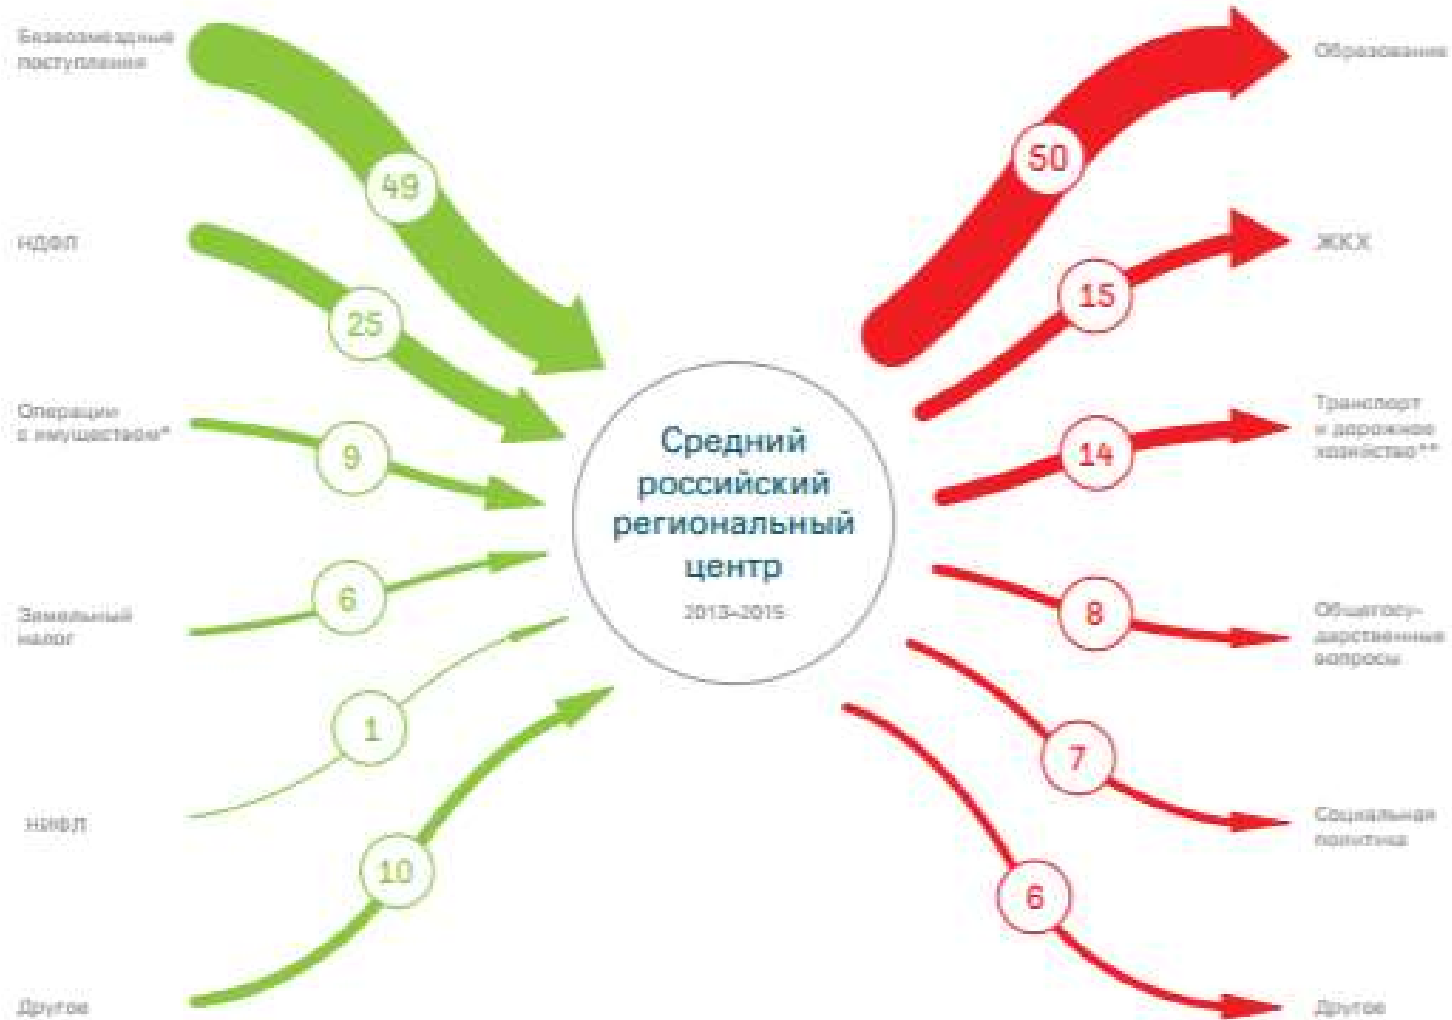 Безвозмездные
поступления
49
НДФЛ
25
Операции
с имуществом*
9
Земельный
налог
6
НИФЛ
1
Другое
10
Средний
российский
региональный
центр
2013–2015
Образование
50
ЖКХ
15
Транспорт
и дорожное
хозяйство**
14
Общегосу-
дарственные
вопросы
8
Социальная
политика
7
Другое
6